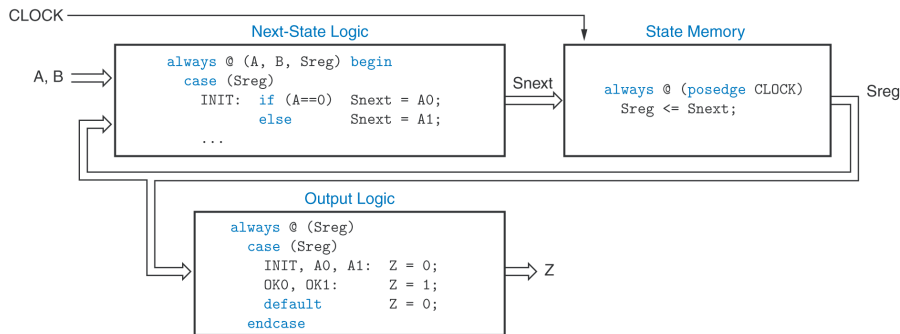 CLOCK
Next-State Logic
State Memory
A, B
always @ (A, B, Sreg) begin
case (Sreg)
INIT: if (A==0) Snext = A0;
else Snext = A1;
...
Snext
always @ (posedge CLOCK)
Sreg <= Snext;
Sreg
Output Logic
always @ (Sreg)
case (Sreg)
INIT, A0, A1: Z = 0;
OK0, OK1: Z = 1;
default Z = 0;
endcase
Z